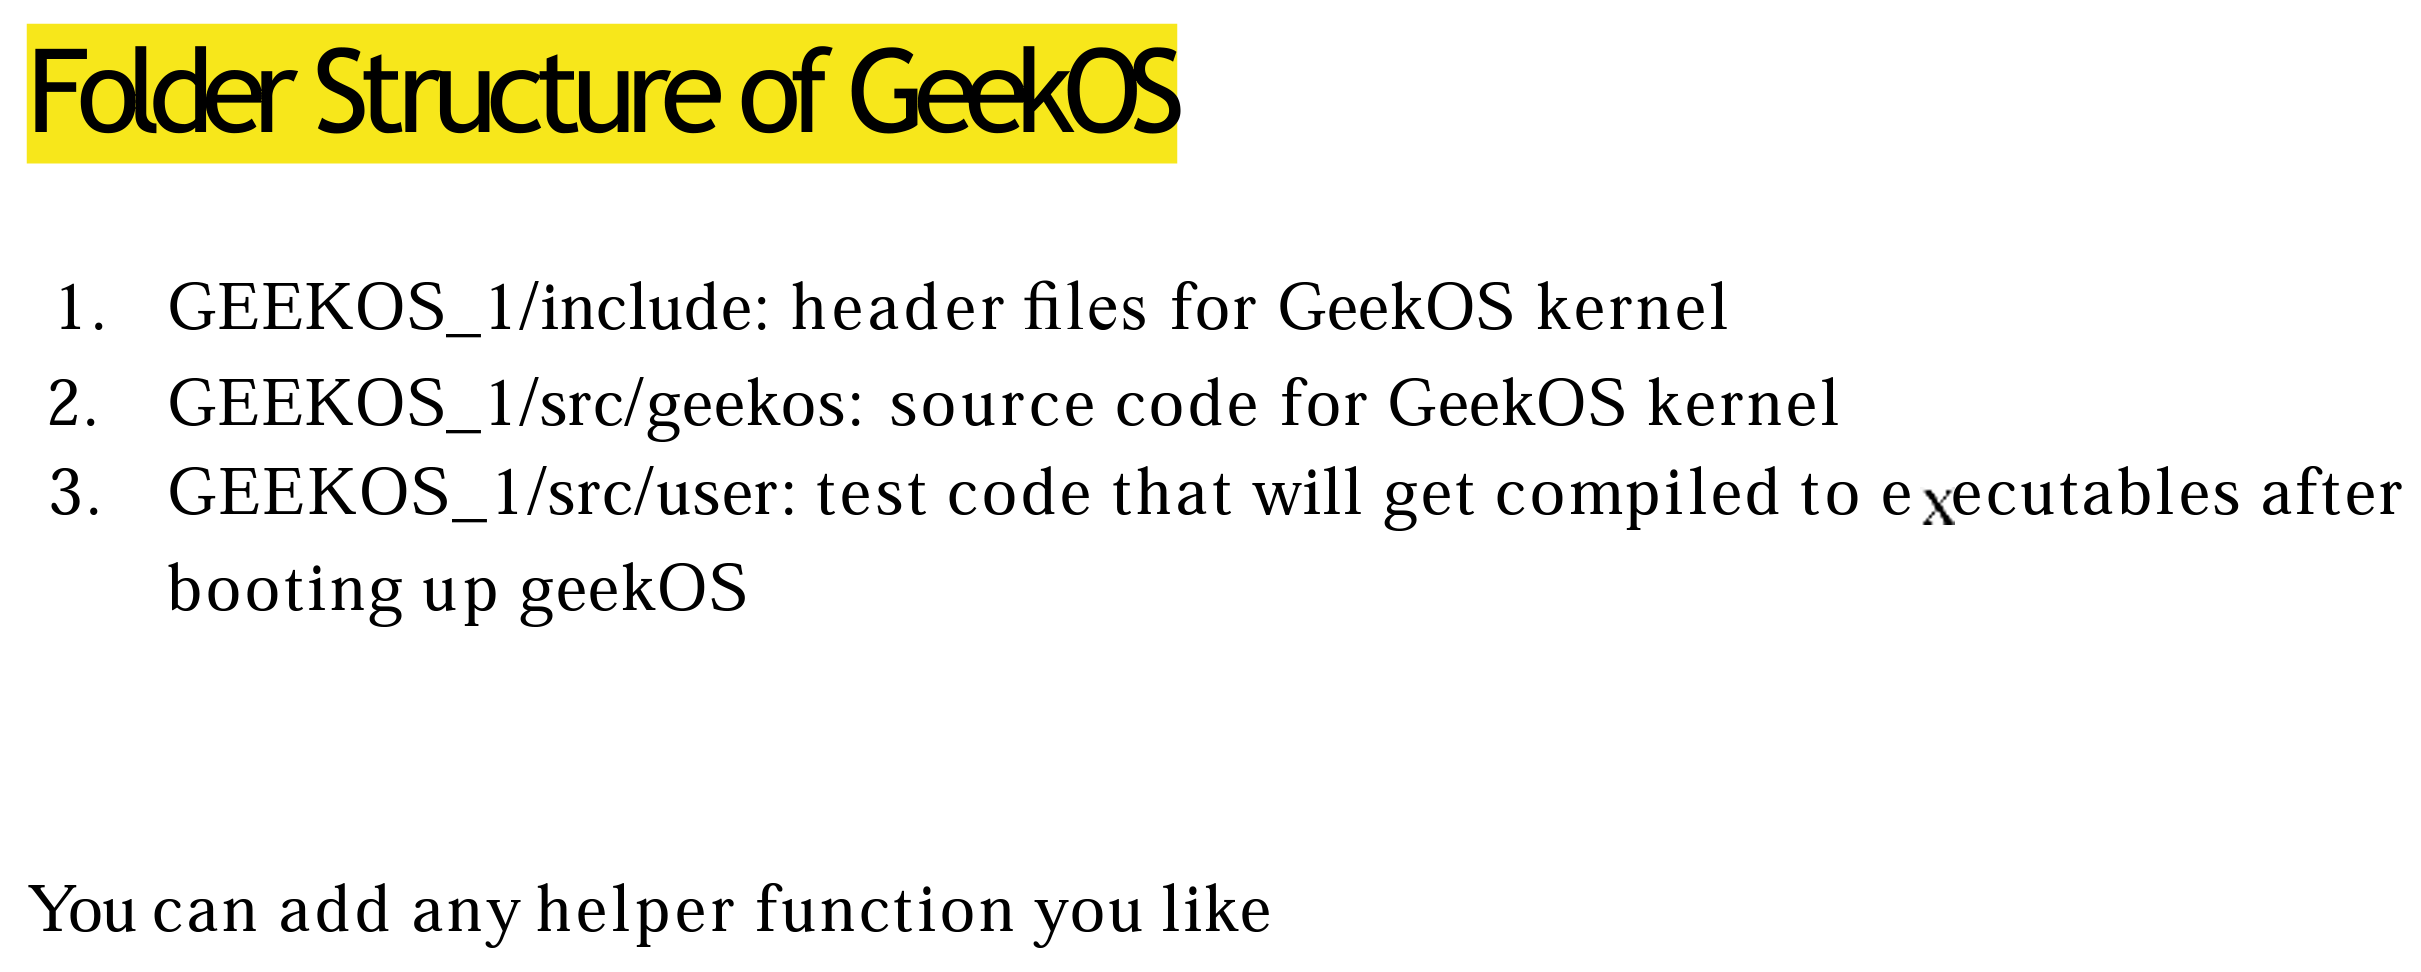 Folder Structure of GeekOS
1. GEEKOS_1/include: header files for GeekOS kernel
2. GEEKOS_1/src/geekos: source code for GeekOS kernel
3. GEEKOS_1/src/user: test code that will get compiled to executables after
booting up geekOS
You can add any helper function you like